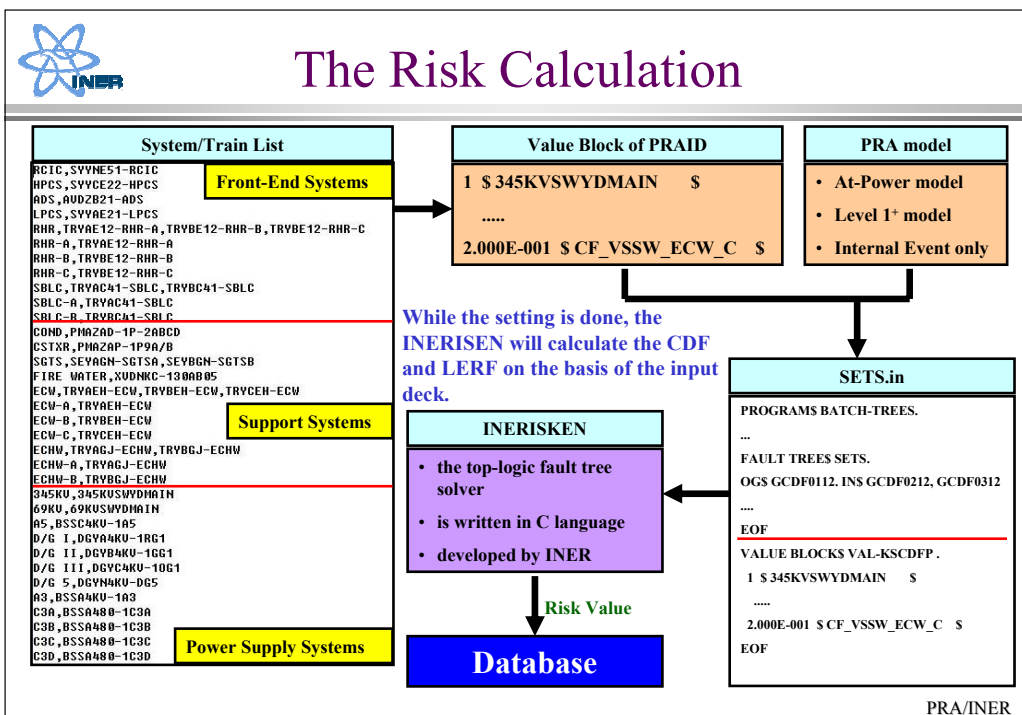 INER
The Risk Calculation
System/Train List
Front-End Systems
RCIC,SYYNE51-RCIC
HPCS,SYYCE22-HPCS
ADS,AVDZB21-ADS
LPCS,SYYAE21-LPCS
RHR,TRYAE12-RHR-A,TRYBE12-RHR-B,TRYBE12-RHR-C
RHR-A,TRYAE12-RHR-A
RHR-B,TRYBE12-RHR-B
RHR-C,TRYBE12-RHR-C
SBLC,TRYAC41-SBLC,TRYBC41-SBLC
SBLC-A,TRYAC41-SBLC
SBLC-B,TRYBC41-SBLC
COND,PMAZAD-1P-2ABCD
CSTXR,PMAZAP-1P9A/B
SGTS,SEYAGN-SGTSA,SEYBGN-SGTSB
FIRE WATER,XVDNKC-130AB05
ECW,TRYAEH-ECW,TRYBEH-ECW,TRYCEH-ECW
ECW-A,TRYAEH-ECW
ECW-B,TRYBEH-ECW
ECW-C,TRYCEH-ECW
Support Systems
ECHW,TRYAGJ-ECHW,TRYBGJ-ECHW
ECHW-A,TRYAGJ-ECHW
ECHW-B,TRYBGJ-ECHW
345KV,345KVSWYDMAIN
69KV,69KVSWYDMAIN
A5,BSSC4KV-1A5
D/G I,DGYA4KV-1RG1
D/G II,DGYB4KV-1GG1
D/G III,DGYC4KV-1OG1
D/G 5,DGYN4KV-DG5
A3,BSSA4KV-1A3
C3A,BSSA480-1C3A
C3B,BSSA480-1C3B
C3C,BSSA480-1C3C
C3D,BSSA480-1C3D
Power Supply Systems
Value Block of PRAID
1 $ 345KVSWYDMAIN $
.....
2.000E-001 $ CF_VSSW_ECW_C $
PRA model
• At-Power model
• Level 1+ model
• Internal Event only
While the setting is done, the
INERISEN will calculate the CDF
and LERF on the basis of the input
deck.
INERISKEN
• the top-logic fault tree
solver
• is written in C language
• developed by INER
Risk Value
Database
SETS.in
PROGRAM$ BATCH-TREES.
...
FAULT TREE$ SETS.
OG$ GCDF0112. IN$ GCDF0212, GCDF0312
....
EOF
VALUE BLOCK$ VAL-KSCDFP .
1 $ 345KVSWYDMAIN $
.....
2.000E-001 $ CF_VSSW_ECW_C $
EOF
PRA/INER